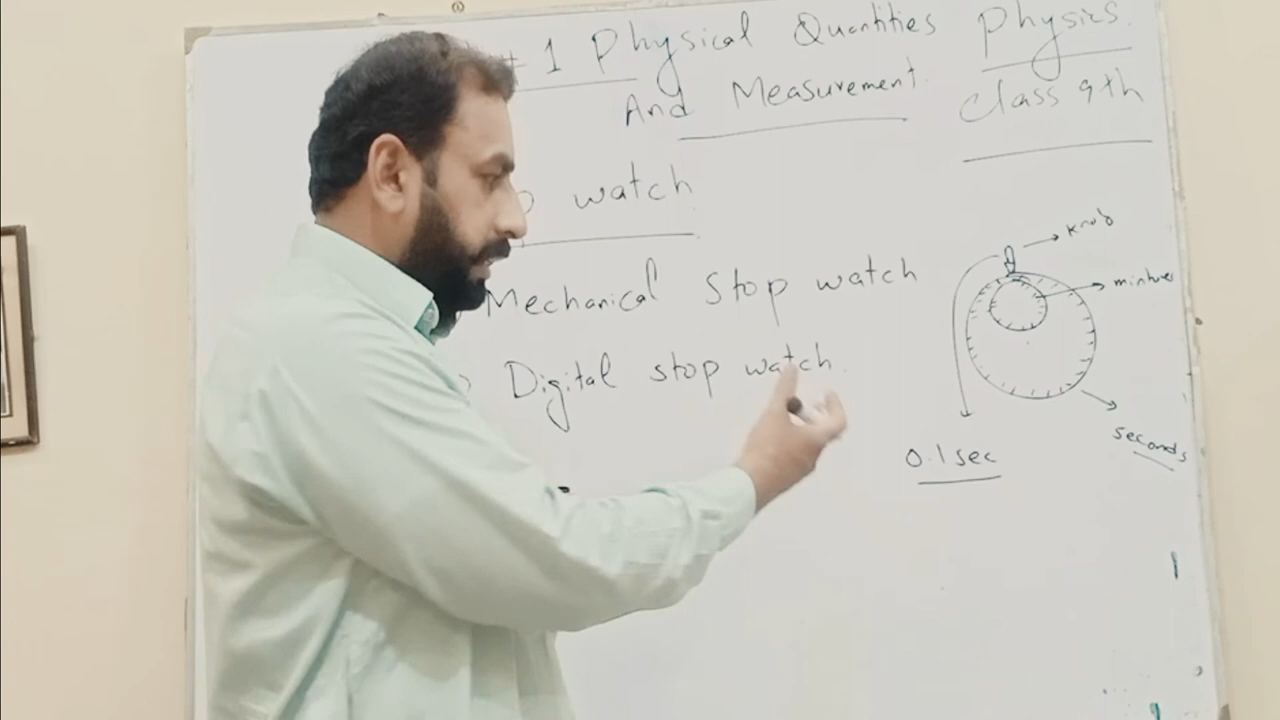 # 1 Physical Quantities Physics.
And Measurement. Class 9th
watch
Knob
Mechanical Stop watch
Digital stop watch.
seconds
0.1 sec